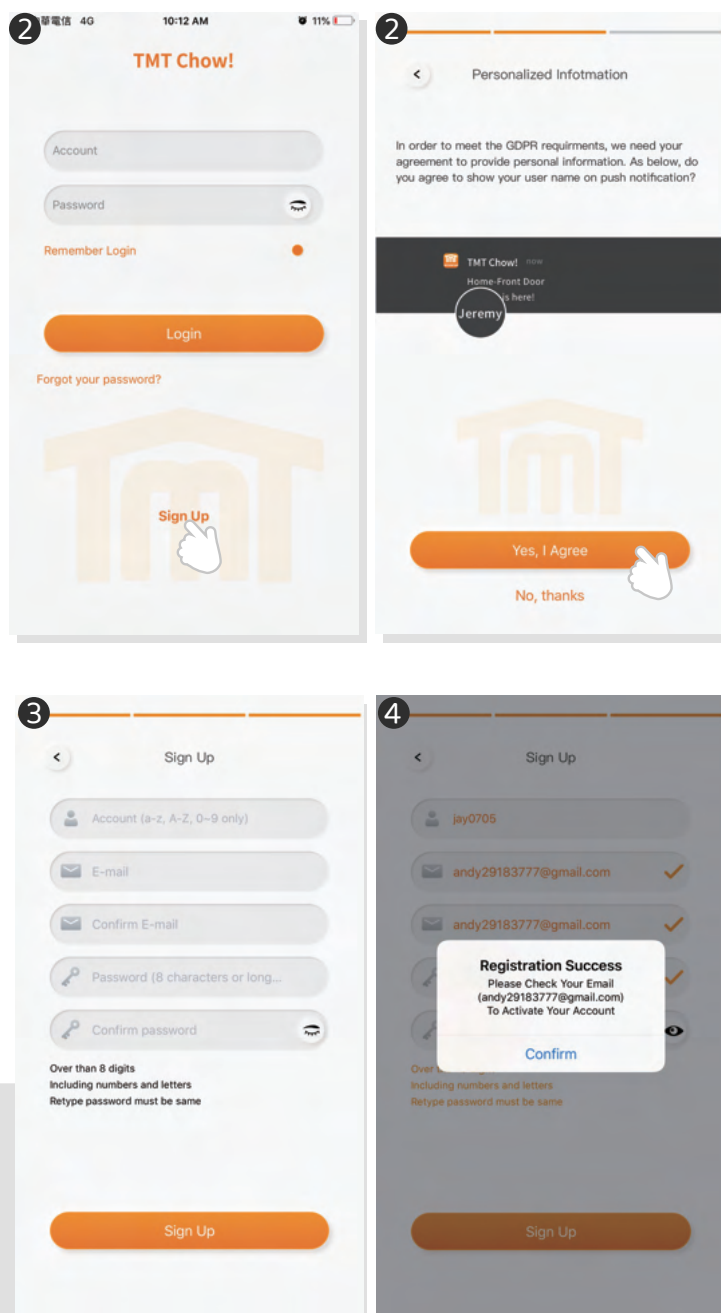 2
華電信 4G 10:12 AM 11%
TMT Chow!
Account
Password
Remember Login
Login
Forgot your password?
TMT
Sign Up
2
Personalized Infotmation
In order to meet the GDPR requirments, we need your
agreement to provide personal information. As below, do
you agree to show your user name on push notification?
TMT Chow! now
Home-Front Door
Jeremy is here!
TMT
Yes, I Agree
No, thanks
3
Sign Up
Account (a-z, A-Z, 0~9 only)
E-mail
Confirm E-mail
Password (8 characters or long...
Confirm password
Over than 8 digits
Including numbers and letters
Retype password must be same
Sign Up
4
Sign Up
jay0705
andy29183777@gmail.com
andy29183777@gmail.com
Registration Success
Please Check Your Email
(andy29183777@gmail.com)
To Activate Your Account
Confirm
Over
Including numbers and letters
Retype password must be same
Sign Up